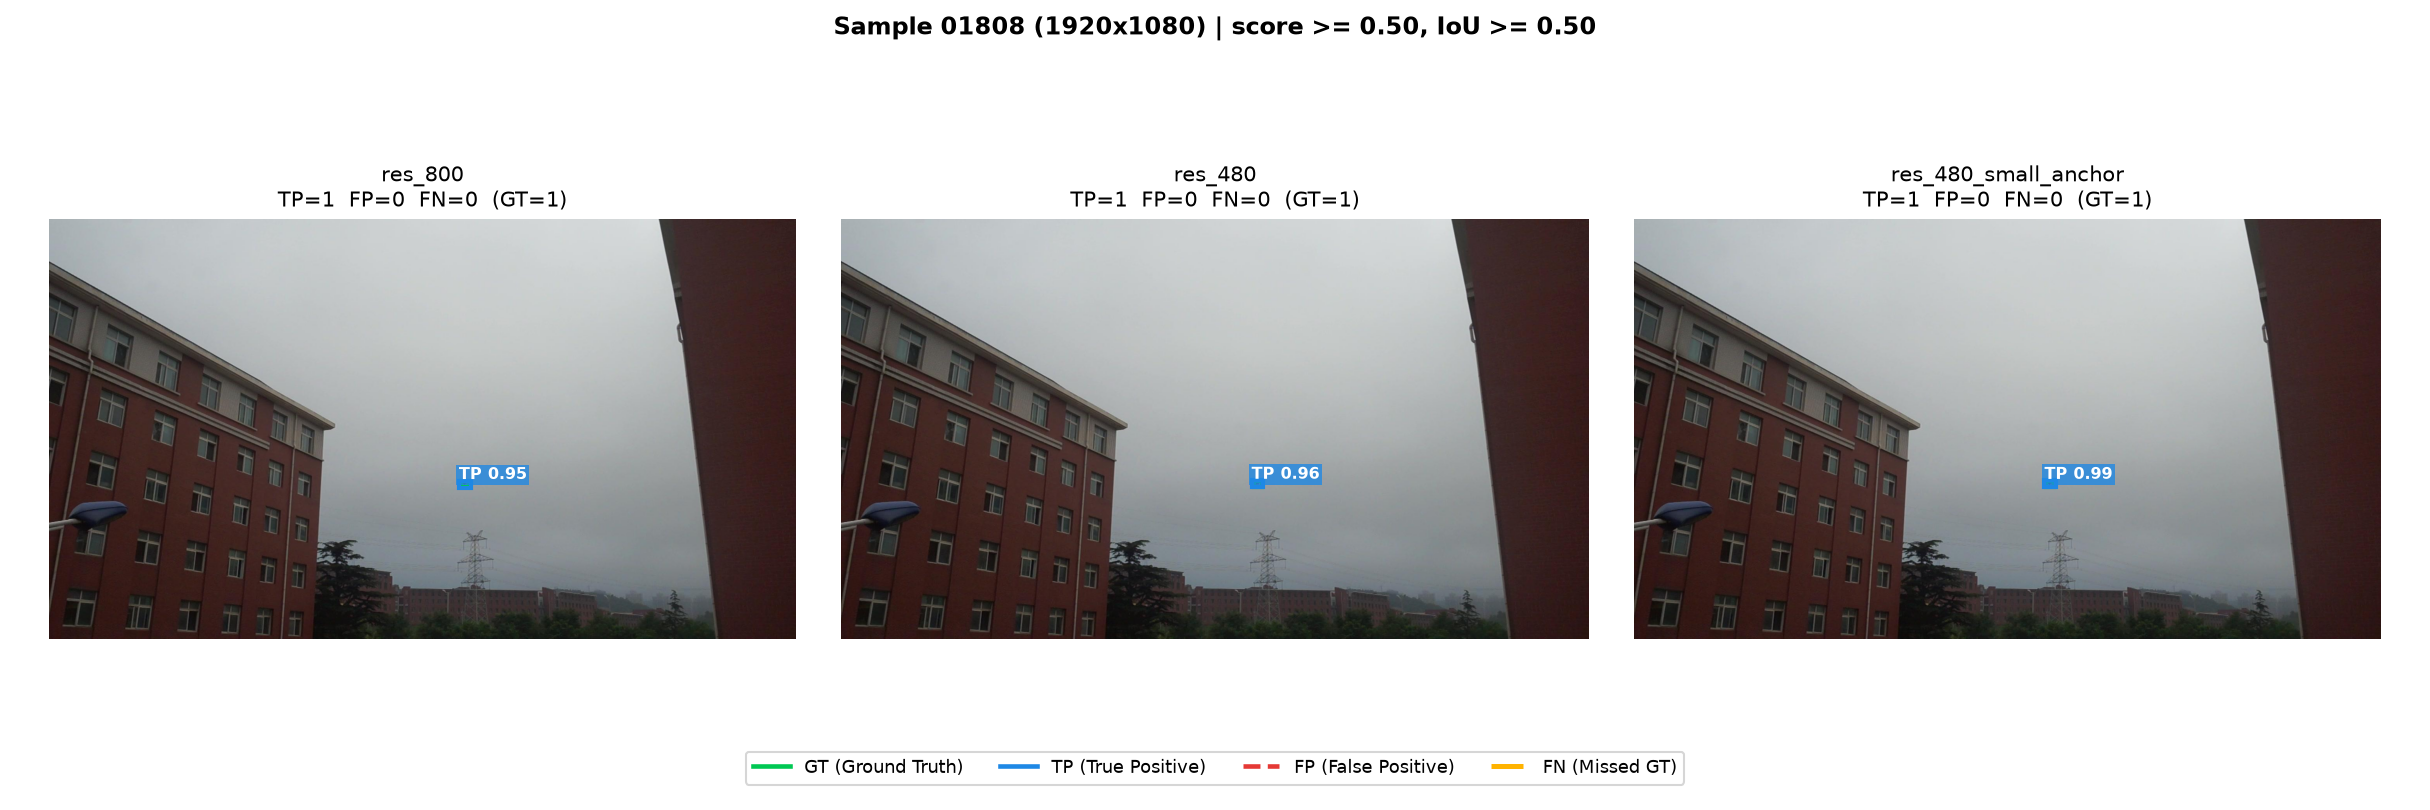 Sample 01808 (1920x1080) | score >= 0.50, IoU >= 0.50
res_800
TP=1 FP=0 FN=0 (GT=1)
res_480
TP=1 FP=0 FN=0 (GT=1)
res_480_small_anchor
TP=1 FP=0 FN=0 (GT=1)
TP 0.95
TP 0.96
TP 0.99
GT (Ground Truth)
TP (True Positive)
FP (False Positive)
FN (Missed GT)